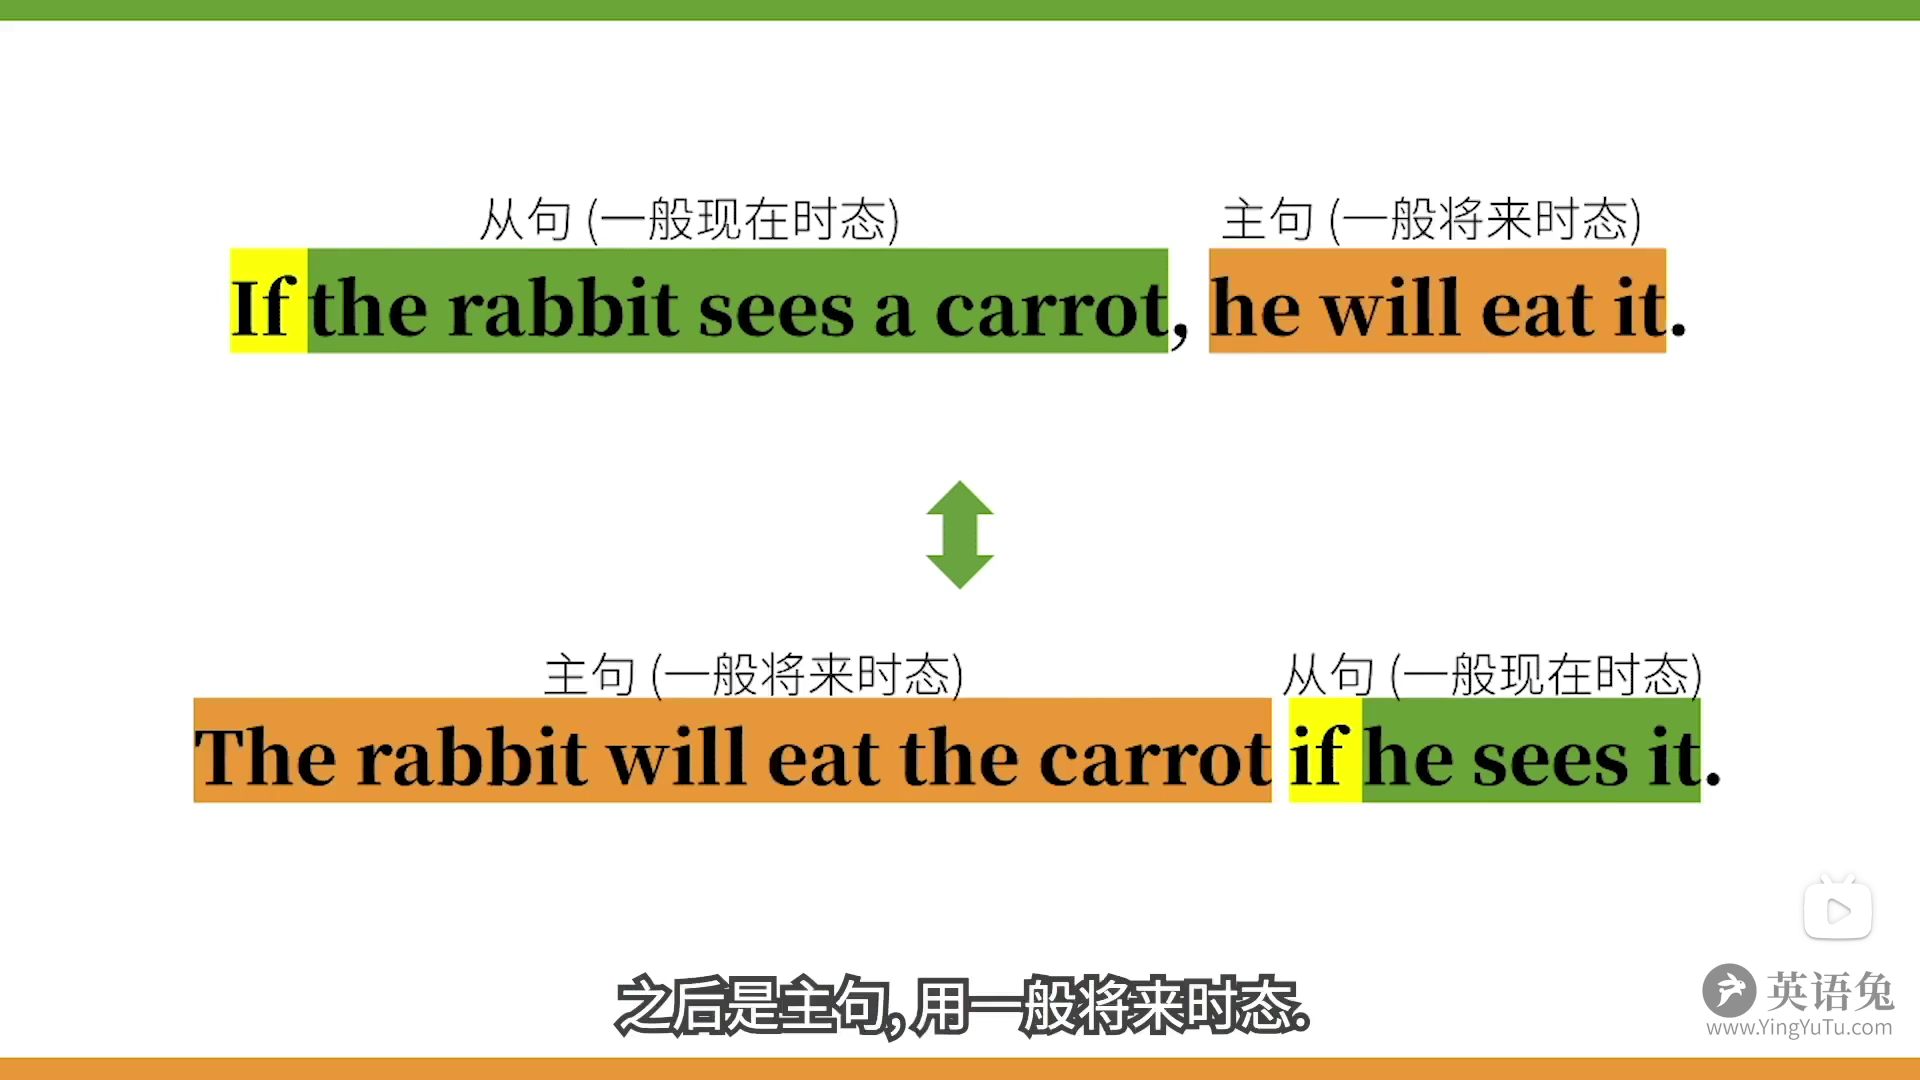 从句 (一般现在时态) 主句 (一般将来时态)
If the rabbit sees a carrot, he will eat it.
主句 (一般将来时态) 从句 (一般现在时态)
The rabbit will eat the carrot if he sees it.
之后是主句, 用一般将来时态.
英语兔
www.YingYuTu.com